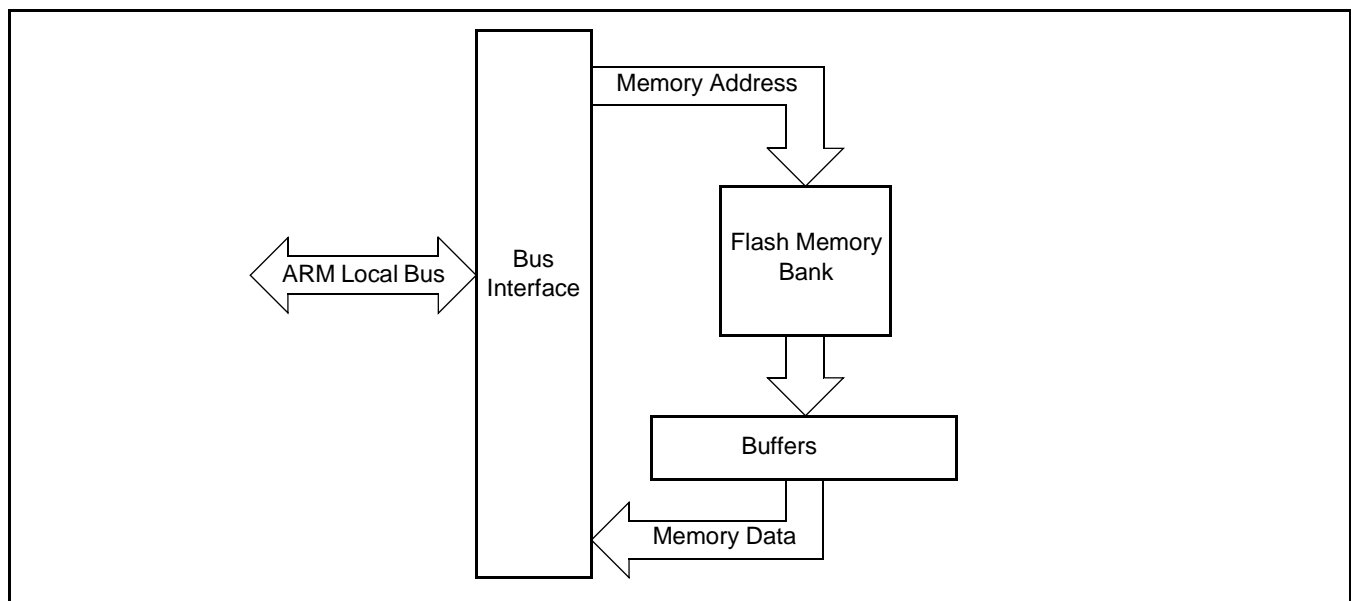 Memory Address
Flash Memory
Bank
ARM Local Bus
Bus
Interface
Buffers
Memory Data